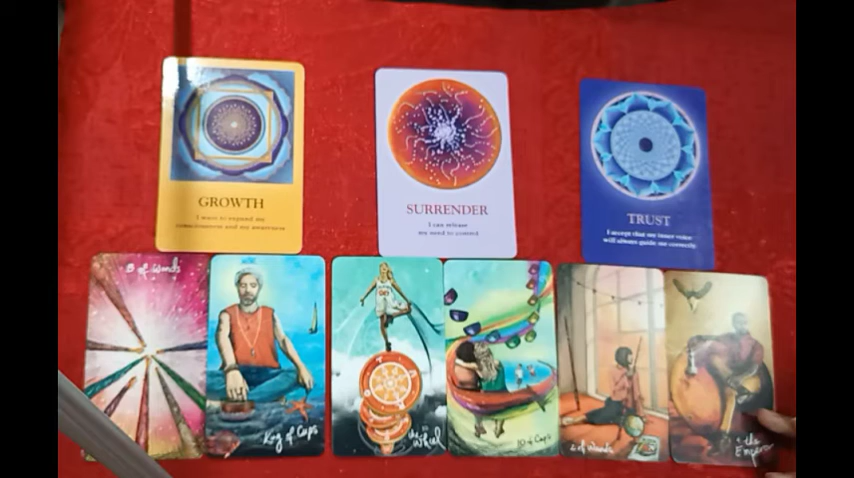 GROWTH
I want to expand my
consciousness and my awareness
SURRENDER
I can release
my need to control
TRUST
I accept that my inner voice
will always guide me correctly.
8 of Wands
King of Cups
the Wheel
10 of Cups
2 of Wands
the
Emperor